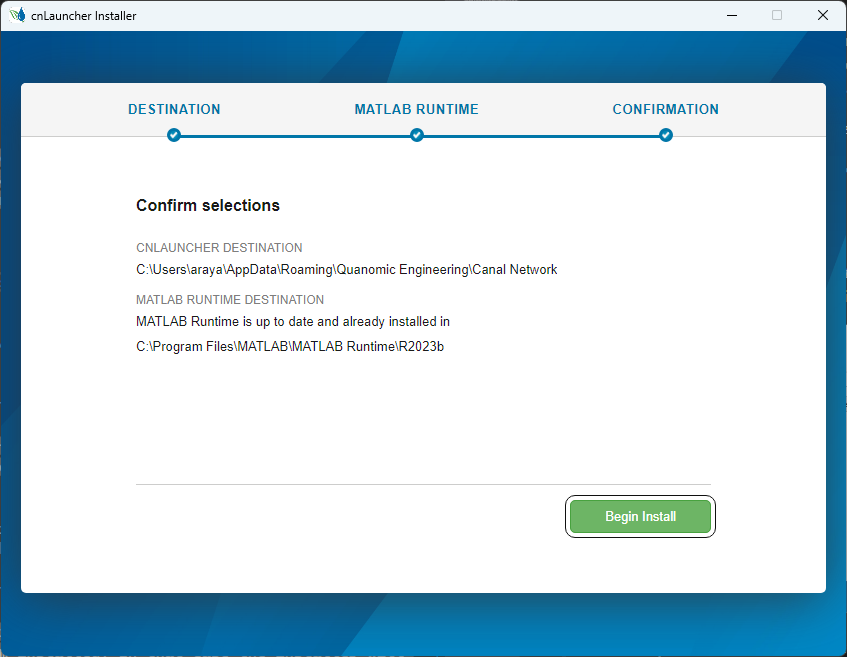 cnLauncher Installer
DESTINATION
MATLAB RUNTIME
CONFIRMATION
Confirm selections
CNLAUNCHER DESTINATION
C:\Users\araya\AppData\Roaming\Quanomic Engineering\Canal Network
MATLAB RUNTIME DESTINATION
MATLAB Runtime is up to date and already installed in
C:\Program Files\MATLAB\MATLAB Runtime\R2023b
Begin Install